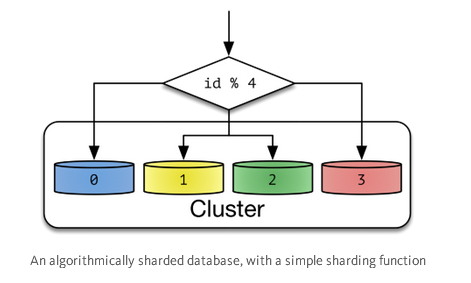 id % 4
0
1
2
3
Cluster
An algorithmically sharded database, with a simple sharding function